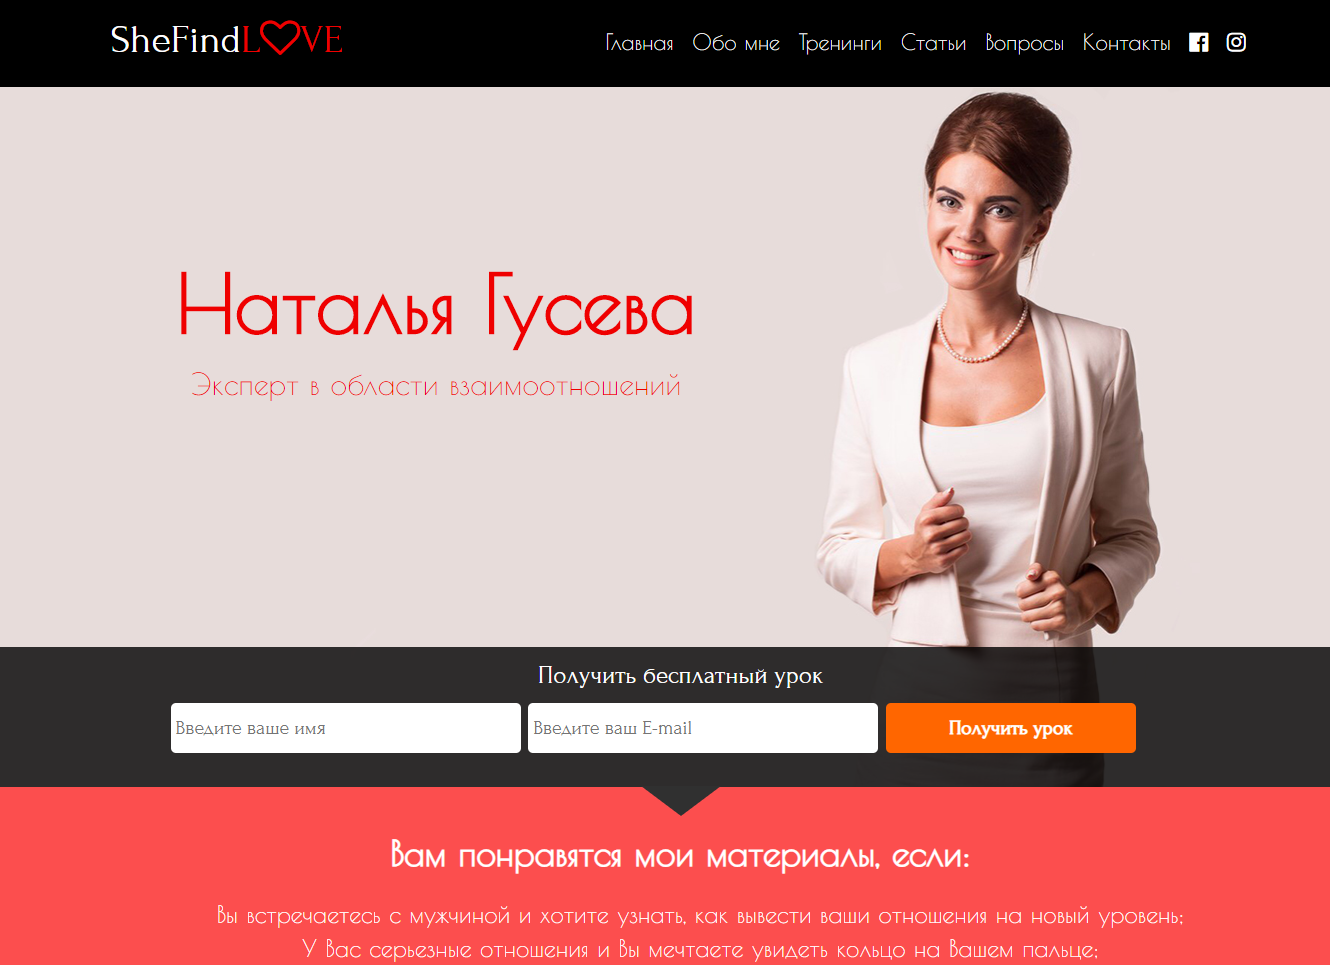 SheFindLOVE
Главная Обо мне Тренинги Статьи Вопросы Контакты
Наталья Гусева
Эксперт в области взаимоотношений
Получить бесплатный урок
Введите ваше имя Введите ваш E-mail Получить урок
Вам понравятся мои материалы, если:
Вы встречаетесь с мужчиной и хотите узнать, как вывести ваши отношения на новый уровень;
У Вас серьезные отношения и Вы мечтаете увидеть кольцо на Вашем пальце;